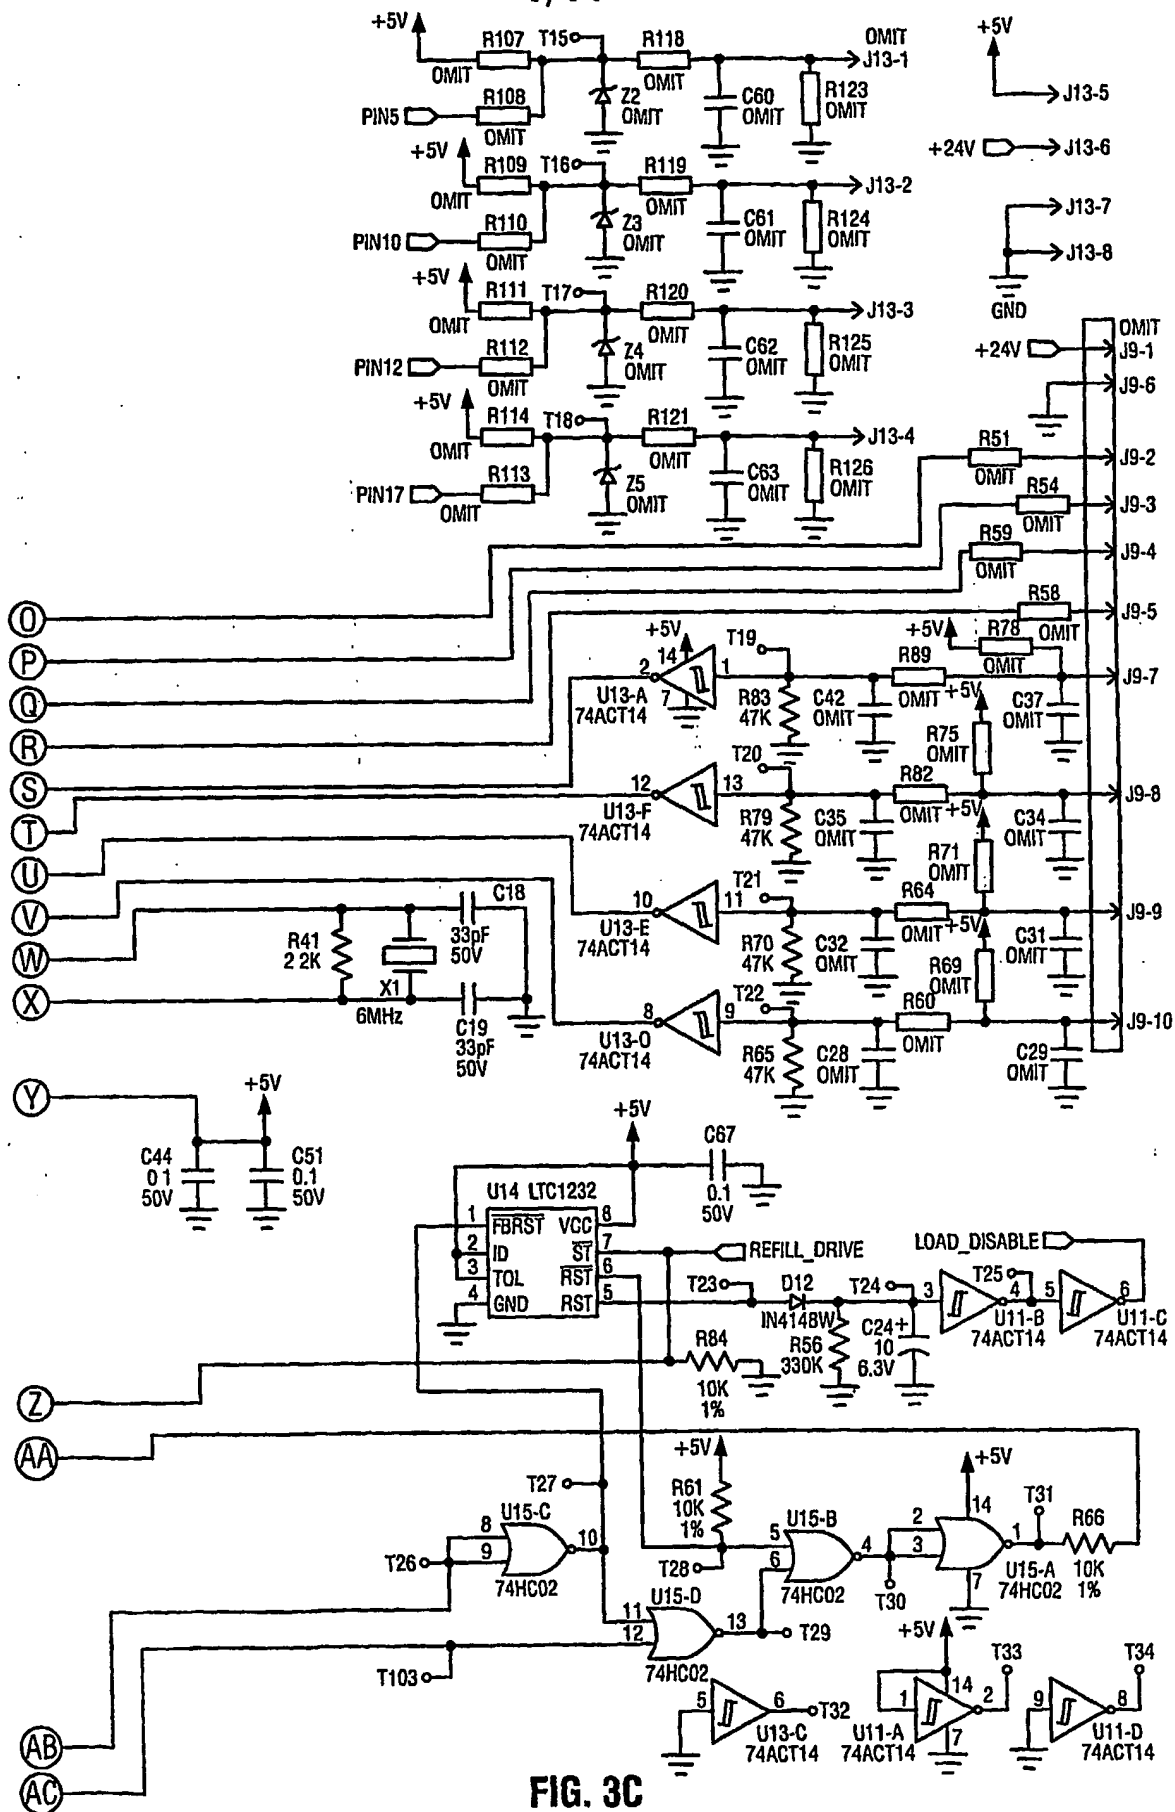 +5V
R107
T15
R118
OMIT
J13-1
+5V
OMIT
OMIT
R108
Z2
OMIT
C60
OMIT
R123
OMIT
J13-5
PIN5
OMIT
+5V
R109
T16
R119
+24V
J13-6
OMIT
OMIT
J13-2
R110
Z3
OMIT
C61
OMIT
R124
OMIT
J13-7
PIN10
OMIT
J13-8
+5V
R111
T17
R120
GND
OMIT
OMIT
J13-3
R112
Z4
OMIT
C62
OMIT
R125
OMIT
OMIT
+24V
J9-1
PIN12
OMIT
J9-6
+5V
R114
T18
R121
OMIT
OMIT
J13-4
R113
Z5
OMIT
C63
OMIT
R126
OMIT
PIN17
OMIT
R51
OMIT
J9-2
R54
OMIT
J9-3
R59
OMIT
J9-4
R58
OMIT
J9-5
O
P
Q
R
S
T
U
V
W
X
+5V
14
2
1
7
U13-A
74ACT14
T19
R83
47K
C42
OMIT
R89
OMIT
+5V
R78
OMIT
C37
OMIT
J9-7
+5V
R75
OMIT
12
13
U13-F
74ACT14
T20
R79
47K
C35
OMIT
R82
OMIT
C34
OMIT
J9-8
+5V
R71
OMIT
10
11
U13-E
74ACT14
T21
R70
47K
C32
OMIT
R64
OMIT
C31
OMIT
J9-9
+5V
R69
OMIT
8
9
U13-O
74ACT14
T22
R65
47K
C28
OMIT
R60
OMIT
C29
OMIT
J9-10
R41
2 2K
X1
6MHz
C18
33pF
50V
C19
33pF
50V
Y
+5V
C44
0 1
50V
C51
0.1
50V
+5V
C67
0.1
50V
U14 LTC1232
1 FBRST VCC 8
2 ID ST 7
3 TOL RST 6
4 GND RST 5
REFILL_DRIVE
LOAD_DISABLE
T23
D12
IN4148W
T24
R56
330K
C24 +
10
6.3V
3
4
U11-B
74ACT14
T25
5
6
U11-C
74ACT14
R84
10K
1%
Z
AA
+5V
R61
10K
1%
T27
U15-C
8
9
10
74HC02
T26
T28
U15-B
5
6
4
74HC02
T30
+5V
14
2
3
1
7
U15-A
74HC02
T31
R66
10K
1%
U15-D
11
12
13
74HC02
T29
T103
5
6
T32
U13-C
74ACT14
+5V
14
1
2
7
T33
U11-A
74ACT14
9
8
T34
U11-D
74ACT14
AB
AC
FIG. 3C